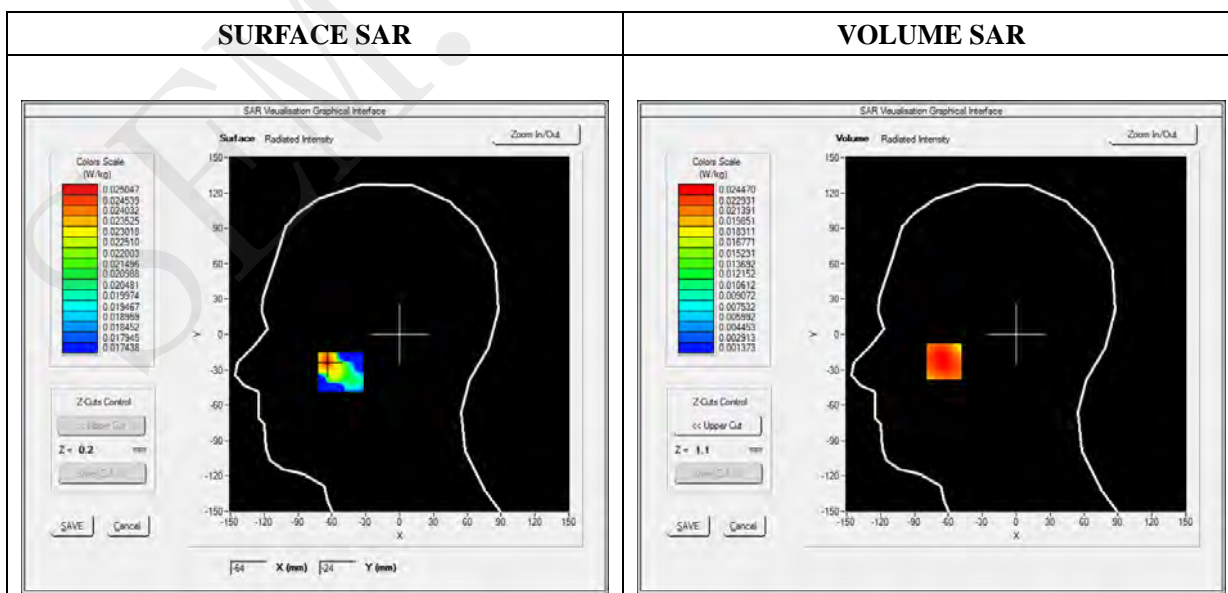 SEM.
SURFACE SAR
VOLUME SAR
SAR Visualisation Graphical Interface
Surface Radiated Intensity
Zoom In/Out
Colors Scale
(W/kg)
0.025047
0.024539
0.024032
0.023525
0.023018
0.022510
0.022003
0.021496
0.020988
0.020481
0.019974
0.019467
0.018959
0.018452
0.017945
0.017438
150
120
90
60
30
0
-30
-60
-90
-120
-150
Y
-150 -120 -90 -60 -30 0 30 60 90 120 150
X
Z-Cuts Control
<< Upper Cut
Z = 0.2 mm
SAVE Cancel
-64 X (mm) -24 Y (mm)
SAR Visualisation Graphical Interface
Volume Radiated Intensity
Zoom In/Out
Colors Scale
(W/kg)
0.024470
0.022931
0.021391
0.019851
0.018311
0.016771
0.015231
0.013692
0.012152
0.010612
0.009072
0.007532
0.005992
0.004453
0.002913
0.001373
150
120
90
60
30
0
-30
-60
-90
-120
-150
Y
-150 -120 -90 -60 -30 0 30 60 90 120 150
X
Z-Cuts Control
<< Upper Cut
Z = 1.1 mm
SAVE Cancel